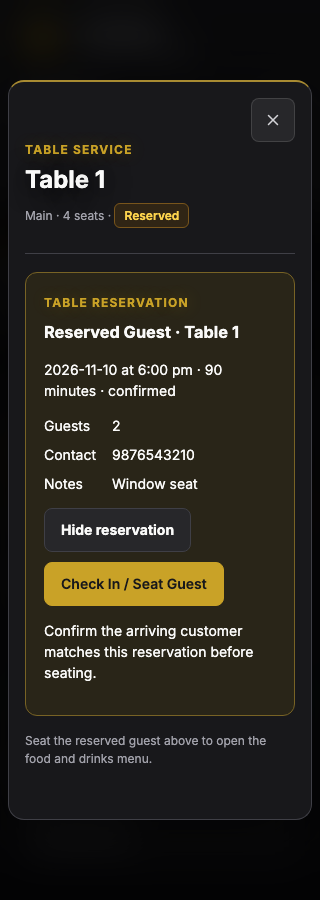 TABLE SERVICE
Table 1
Main · 4 seats · Reserved
TABLE RESERVATION
Reserved Guest · Table 1
2026-11-10 at 6:00 pm · 90
minutes · confirmed
Guests 2
Contact 9876543210
Notes Window seat
Hide reservation
Check In / Seat Guest
Confirm the arriving customer
matches this reservation before
seating.
Seat the reserved guest above to open the
food and drinks menu.